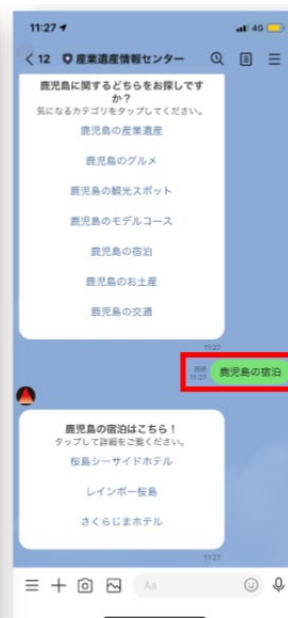 11:27
4G
12 産業遺産情報センター
鹿児島に関するどちらをお探しです
か？
気になるカテゴリをタップしてください。
鹿児島の産業遺産
鹿児島のグルメ
鹿児島の観光スポット
鹿児島のモデルコース
鹿児島の宿泊
鹿児島のお土産
鹿児島の交通
11:27
既読
11:27
鹿児島の宿泊
鹿児島の宿泊はこちら！
タップして詳細をご覧ください。
桜島シーサイドホテル
レインボー桜島
さくらじまホテル
11:27
Aa